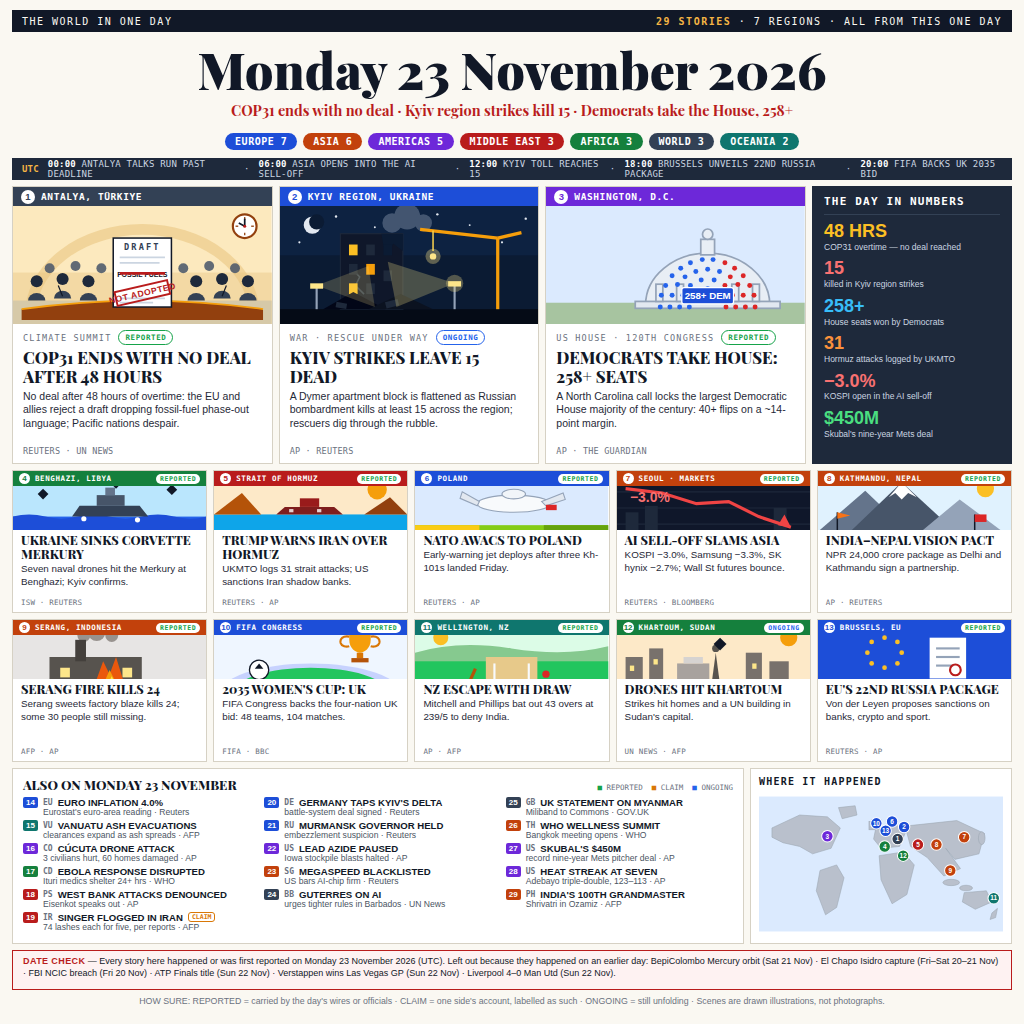 THE WORLD IN ONE DAY
29 STORIES · 7 REGIONS · ALL FROM THIS ONE DAY
Monday 23 November 2026
COP31 ends with no deal · Kyiv region strikes kill 15 · Democrats take the House, 258+
EUROPE 7
ASIA 6
AMERICAS 5
MIDDLE EAST 3
AFRICA 3
WORLD 3
OCEANIA 2
UTC
00:00 ANTALYA TALKS RUN PAST DEADLINE ·
06:00 ASIA OPENS INTO THE AI SELL-OFF ·
12:00 KYIV TOLL REACHES 15 ·
18:00 BRUSSELS UNVEILS 22ND RUSSIA PACKAGE ·
20:00 FIFA BACKS UK 2035 BID
1 ANTALYA, TÜRKIYE
DRAFT
FOSSIL FUELS
NOT ADOPTED
CLIMATE SUMMIT REPORTED
COP31 ENDS WITH NO DEAL
AFTER 48 HOURS
No deal after 48 hours of overtime: the EU and
allies reject a draft dropping fossil-fuel phase-out
language; Pacific nations despair.
REUTERS · UN NEWS
2 KYIV REGION, UKRAINE
WAR · RESCUE UNDER WAY ONGOING
KYIV STRIKES LEAVE 15
DEAD
A Dymer apartment block is flattened as Russian
bombardment kills at least 15 across the region;
rescuers dig through the rubble.
AP · REUTERS
3 WASHINGTON, D.C.
258+ DEM
US HOUSE · 120TH CONGRESS REPORTED
DEMOCRATS TAKE HOUSE:
258+ SEATS
A North Carolina call locks the largest Democratic
House majority of the century: 40+ flips on a ~14-
point margin.
AP · THE GUARDIAN
THE DAY IN NUMBERS
48 HRS
COP31 overtime — no deal reached
15
killed in Kyiv region strikes
258+
House seats won by Democrats
31
Hormuz attacks logged by UKMTO
−3.0%
KOSPI open in the AI sell-off
$450M
Skubal's nine-year Mets deal
4 BENGHAZI, LIBYA REPORTED
UKRAINE SINKS CORVETTE
MERKURY
Seven naval drones hit the Merkury at
Benghazi; Kyiv confirms.
ISW · REUTERS
5 STRAIT OF HORMUZ REPORTED
TRUMP WARNS IRAN OVER
HORMUZ
UKMTO logs 31 strait attacks; US
sanctions Iran shadow banks.
REUTERS · AP
6 POLAND REPORTED
NATO AWACS TO POLAND
Early-warning jet deploys after three Kh-
101s landed Friday.
REUTERS · AP
7 SEOUL · MARKETS REPORTED
−3.0%
AI SELL-OFF SLAMS ASIA
KOSPI −3.0%, Samsung −3.3%, SK
hynix −2.7%; Wall St futures bounce.
REUTERS · BLOOMBERG
8 KATHMANDU, NEPAL REPORTED
INDIA–NEPAL VISION PACT
NPR 24,000 crore package as Delhi and
Kathmandu sign a partnership.
AP · REUTERS
9 SERANG, INDONESIA REPORTED
SERANG FIRE KILLS 24
Serang sweets factory blaze kills 24;
some 30 people still missing.
AFP · AP
10 FIFA CONGRESS REPORTED
2035 WOMEN'S CUP: UK
FIFA Congress backs the four-nation UK
bid: 48 teams, 104 matches.
FIFA · BBC
11 WELLINGTON, NZ REPORTED
NZ ESCAPE WITH DRAW
Mitchell and Phillips bat out 43 overs at
239/5 to deny India.
AP · AFP
12 KHARTOUM, SUDAN ONGOING
DRONES HIT KHARTOUM
Strikes hit homes and a UN building in
Sudan's capital.
UN NEWS · AFP
13 BRUSSELS, EU REPORTED
EU'S 22ND RUSSIA PACKAGE
Von der Leyen proposes sanctions on
banks, crypto and sport.
REUTERS · AP
ALSO ON MONDAY 23 NOVEMBER
REPORTED CLAIM ONGOING
14 EU EURO INFLATION 4.0%
Eurostat's euro-area reading · Reuters
15 VU VANUATU ASH EVACUATIONS
clearances expand as ash spreads · AFP
16 CO CÚCUTA DRONE ATTACK
3 civilians hurt, 60 homes damaged · AP
17 CD EBOLA RESPONSE DISRUPTED
Ituri medics shelter 24+ hrs · WHO
18 PS WEST BANK ATTACKS DENOUNCED
Eisenkot speaks out · AP
19 IR SINGER FLOGGED IN IRAN CLAIM
74 lashes each for five, per reports · AFP
20 DE GERMANY TAPS KYIV'S DELTA
battle-system deal signed · Reuters
21 RU MURMANSK GOVERNOR HELD
embezzlement suspicion · Reuters
22 US LEAD AZIDE PAUSED
Iowa stockpile blasts halted · AP
23 SG MEGASPEED BLACKLISTED
US bars AI-chip firm · Reuters
24 BB GUTERRES ON AI
urges tighter rules in Barbados · UN News
25 GB UK STATEMENT ON MYANMAR
Miliband to Commons · GOV.UK
26 TH WHO WELLNESS SUMMIT
Bangkok meeting opens · WHO
27 US SKUBAL'S $450M
record nine-year Mets pitcher deal · AP
28 US HEAT STREAK AT SEVEN
Adebayo triple-double, 123–113 · AP
29 PH INDIA'S 100TH GRANDMASTER
Shrivatri in Ozamiz · AFP
WHERE IT HAPPENED
10 6 2
13
3 1 7
4 5 8
12
9
11
DATE CHECK — Every story here happened or was first reported on Monday 23 November 2026 (UTC). Left out because they happened on an earlier day: BepiColombo Mercury orbit (Sat 21 Nov) · El Chapo Isidro capture (Fri–Sat 20–21 Nov)
· FBI NCIC breach (Fri 20 Nov) · ATP Finals title (Sun 22 Nov) · Verstappen wins Las Vegas GP (Sun 22 Nov) · Liverpool 4–0 Man Utd (Sun 22 Nov).
HOW SURE: REPORTED = carried by the day's wires or officials · CLAIM = one side's account, labelled as such · ONGOING = still unfolding · Scenes are drawn illustrations, not photographs.